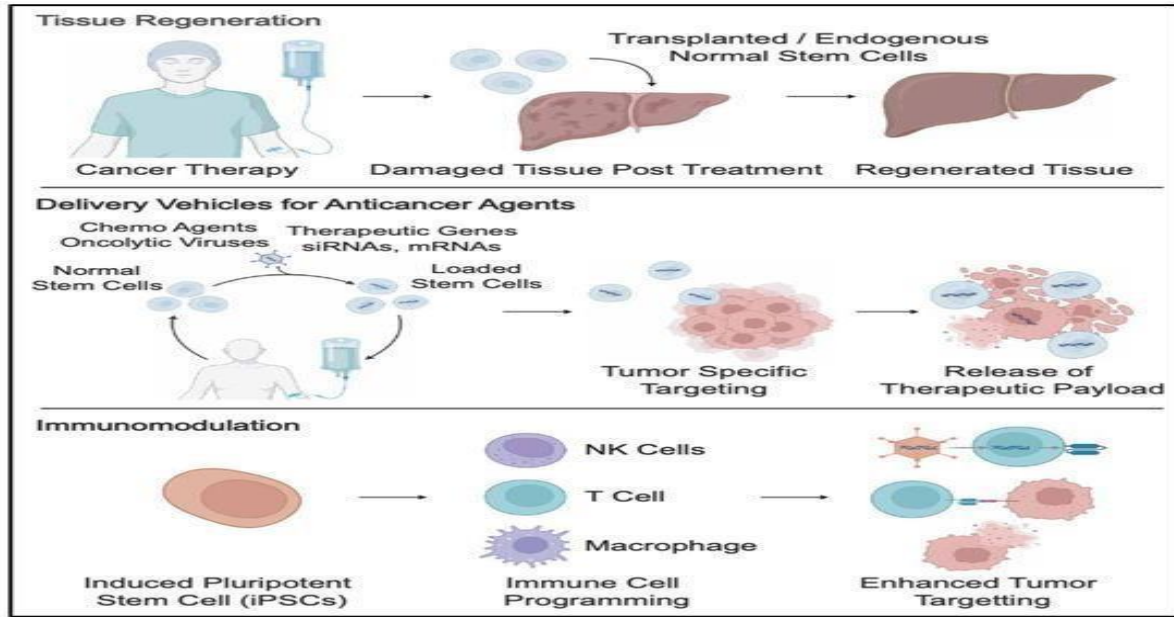 Tissue Regeneration
Transplanted / Endogenous
Normal Stem Cells
Cancer Therapy
Damaged Tissue Post Treatment
Regenerated Tissue
Delivery Vehicles for Anticancer Agents
Chemo Agents
Oncolytic Viruses
Therapeutic Genes
siRNAs, mRNAs
Normal
Stem Cells
Loaded
Stem Cells
Tumor Specific
Targeting
Release of
Therapeutic Payload
Immunomodulation
NK Cells
T Cell
Macrophage
Induced Pluripotent
Stem Cell (iPSCs)
Immune Cell
Programming
Enhanced Tumor
Targetting